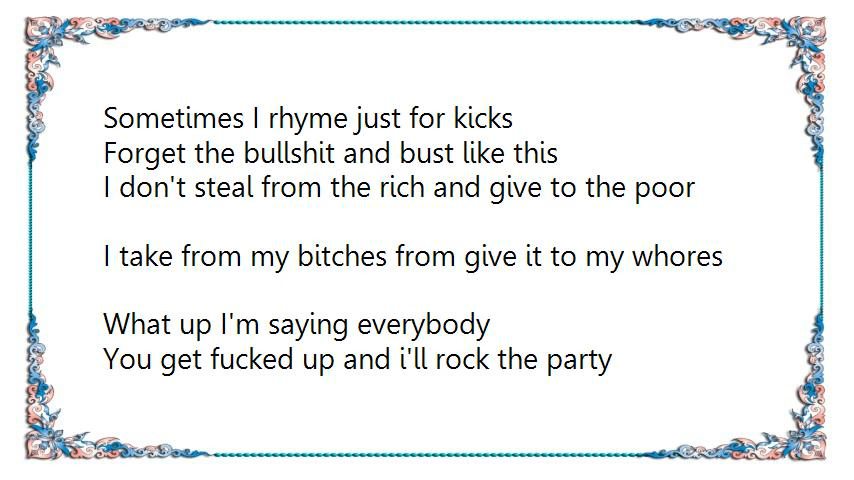 Sometimes I rhyme just for kicks
Forget the bullshit and bust like this
I don't steal from the rich and give to the poor
I take from my bitches from give it to my whores
What up I'm saying everybody
You get fucked up and i'll rock the party